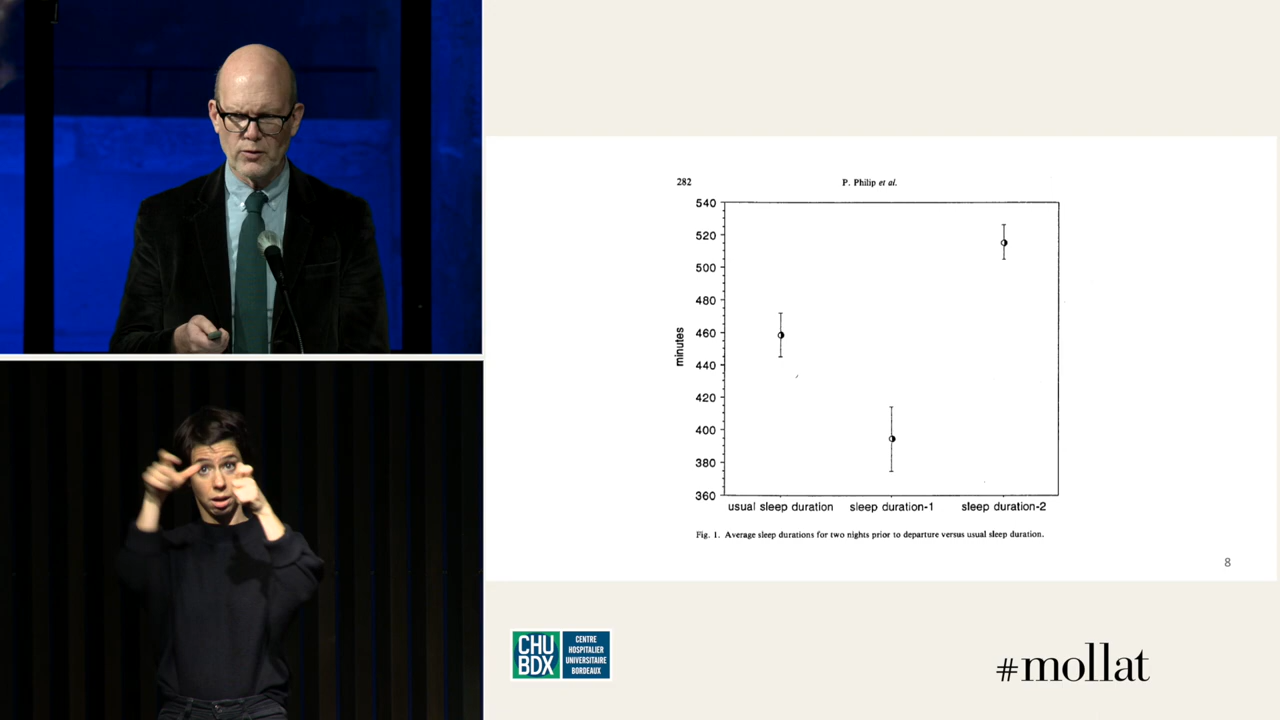 282
P. Philip et al.
540
520
500
480
460
440
420
400
380
360
minutes
usual sleep duration
sleep duration-1
sleep duration-2
Fig. 1. Average sleep durations for two nights prior to departure versus usual sleep duration.
8
CHU
BDX
CENTRE
HOSPITALIER
UNIVERSITAIRE
BORDEAUX
#mollat